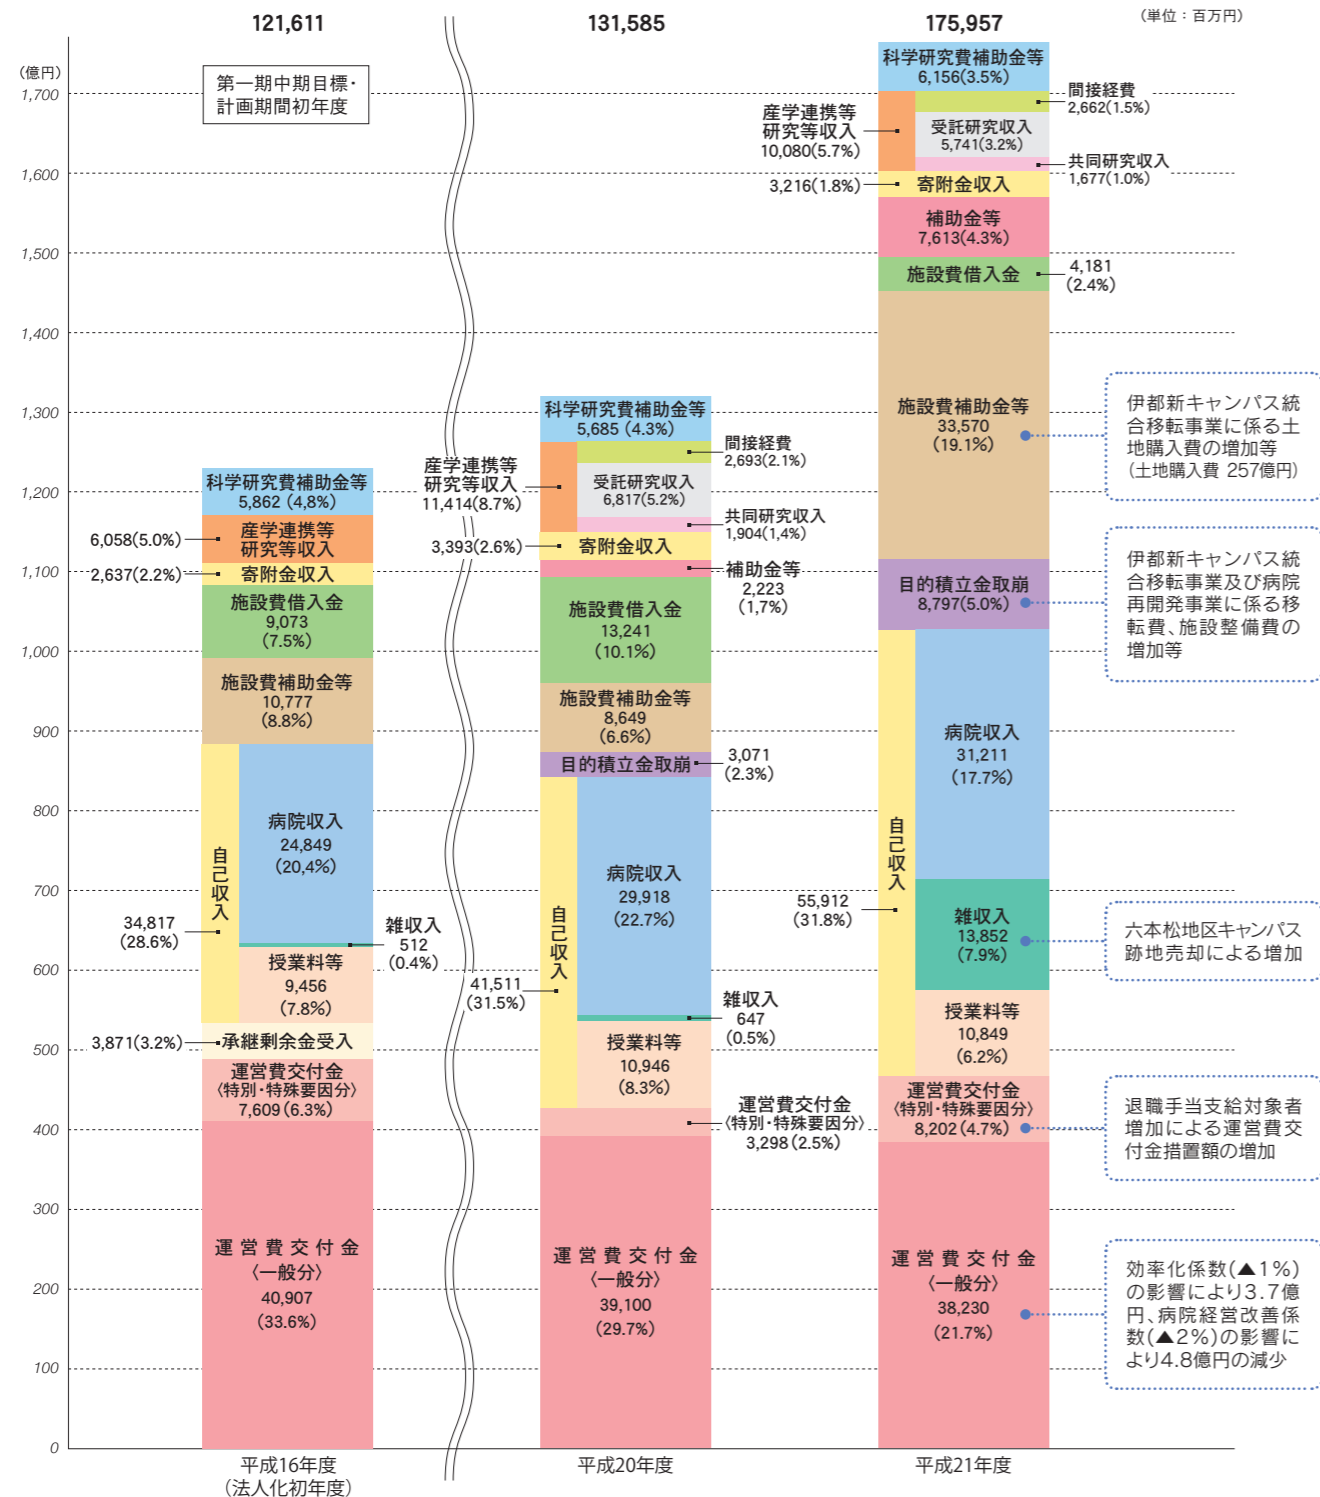 121,611
131,585
175,957
(単位：百万円)
(億円)
1,700
1,600
1,500
1,400
1,300
1,200
1,100
1,000
900
800
700
600
500
400
300
200
100
0
第一期中期目標・
計画期間初年度
科学研究費補助金等
5,862 (4,8%)
6,058(5.0%)
産学連携等
研究等収入
2,637(2.2%)
寄附金収入
施設費借入金
9,073
(7.5%)
施設費補助金等
10,777
(8.8%)
自己収入
34,817
(28.6%)
病院収入
24,849
(20,4%)
雑収入
512
(0.4%)
授業料等
9,456
(7.8%)
3,871(3.2%)
承継剰余金受入
運営費交付金
〈特別・特殊要因分〉
7,609(6.3%)
運営費交付金
〈一般分〉
40,907
(33.6%)
平成16年度
(法人化初年度)
科学研究費補助金等
5,685 (4.3%)
産学連携等
研究等収入
11,414(8.7%)
間接経費
2,693(2.1%)
受託研究収入
6,817(5.2%)
共同研究収入
1,904(1,4%)
3,393(2.6%)
寄附金収入
補助金等
2,223
(1,7%)
施設費借入金
13,241
(10.1%)
施設費補助金等
8,649
(6.6%)
目的積立金取崩
3,071
(2.3%)
自己収入
41,511
(31.5%)
病院収入
29,918
(22.7%)
雑収入
647
(0.5%)
授業料等
10,946
(8.3%)
運営費交付金
〈特別・特殊要因分〉
3,298(2.5%)
運営費交付金
〈一般分〉
39,100
(29.7%)
平成20年度
科学研究費補助金等
6,156(3.5%)
産学連携等
研究等収入
10,080(5.7%)
間接経費
2,662(1.5%)
受託研究収入
5,741(3.2%)
共同研究収入
1,677(1.0%)
3,216(1.8%)
寄附金収入
補助金等
7,613(4.3%)
施設費借入金
4,181
(2.4%)
施設費補助金等
33,570
(19.1%)
目的積立金取崩
8,797(5.0%)
自己収入
55,912
(31.8%)
病院収入
31,211
(17.7%)
雑収入
13,852
(7.9%)
授業料等
10,849
(6.2%)
運営費交付金
〈特別・特殊要因分〉
8,202(4.7%)
運営費交付金
〈一般分〉
38,230
(21.7%)
平成21年度
伊都新キャンパス統
合移転事業に係る土
地購入費の増加等
(土地購入費 257億円)
伊都新キャンパス統
合移転事業及び病院
再開発事業に係る移
転費、施設整備費の
増加等
六本松地区キャンパス
跡地売却による増加
退職手当支給対象者
増加による運営費交
付金措置額の増加
効率化係数(▲1%)
の影響により3.7億
円、病院経営改善係
数(▲2%)の影響に
より4.8億円の減少